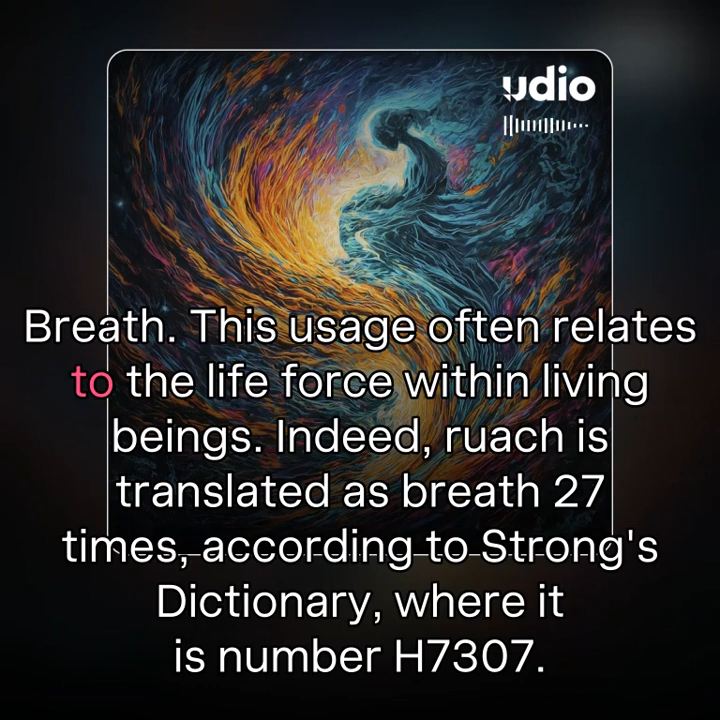 udio
Breath. This usage often relates
to the life force within living
beings. Indeed, ruach is
translated as breath 27
times, according to Strong's
Dictionary, where it
is number H7307.